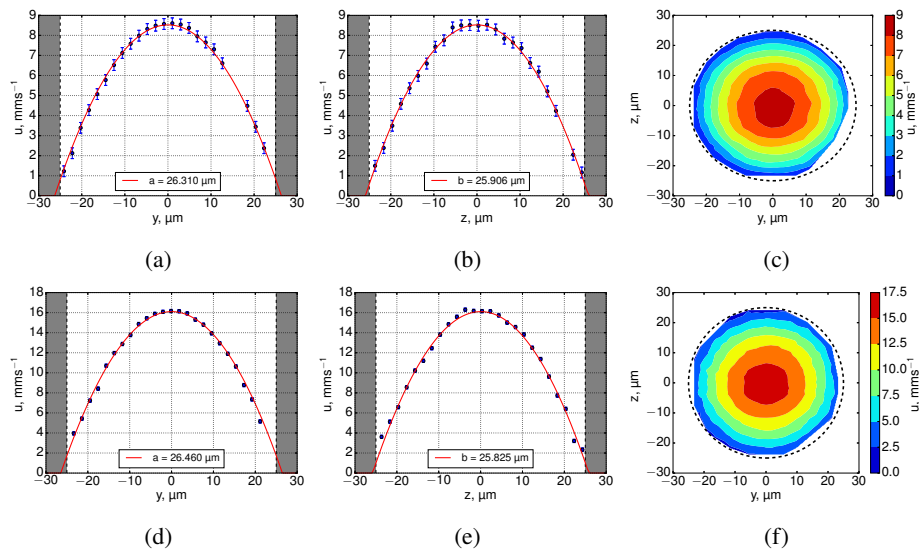 9
8
7
6
5
4
3
2
1
0
u, mms⁻¹
−30 −20 −10 0 10 20 30
y, µm
a = 26.310 µm
(a)
9
8
7
6
5
4
3
2
1
0
u, mms⁻¹
−30 −20 −10 0 10 20 30
z, µm
b = 25.906 µm
(b)
30
20
10
0
−10
−20
−30
z, µm
−30 −20 −10 0 10 20 30
y, µm
9
8
7
6
5
4
3
2
1
0
u, mms⁻¹
(c)
18
16
14
12
10
8
6
4
2
0
u, mms⁻¹
−30 −20 −10 0 10 20 30
y, µm
a = 26.460 µm
(d)
18
16
14
12
10
8
6
4
2
0
u, mms⁻¹
−30 −20 −10 0 10 20 30
z, µm
b = 25.825 µm
(e)
30
20
10
0
−10
−20
−30
z, µm
−30 −20 −10 0 10 20 30
y, µm
17.5
15.0
12.5
10.0
7.5
5.0
2.5
0.0
u, mms⁻¹
(f)